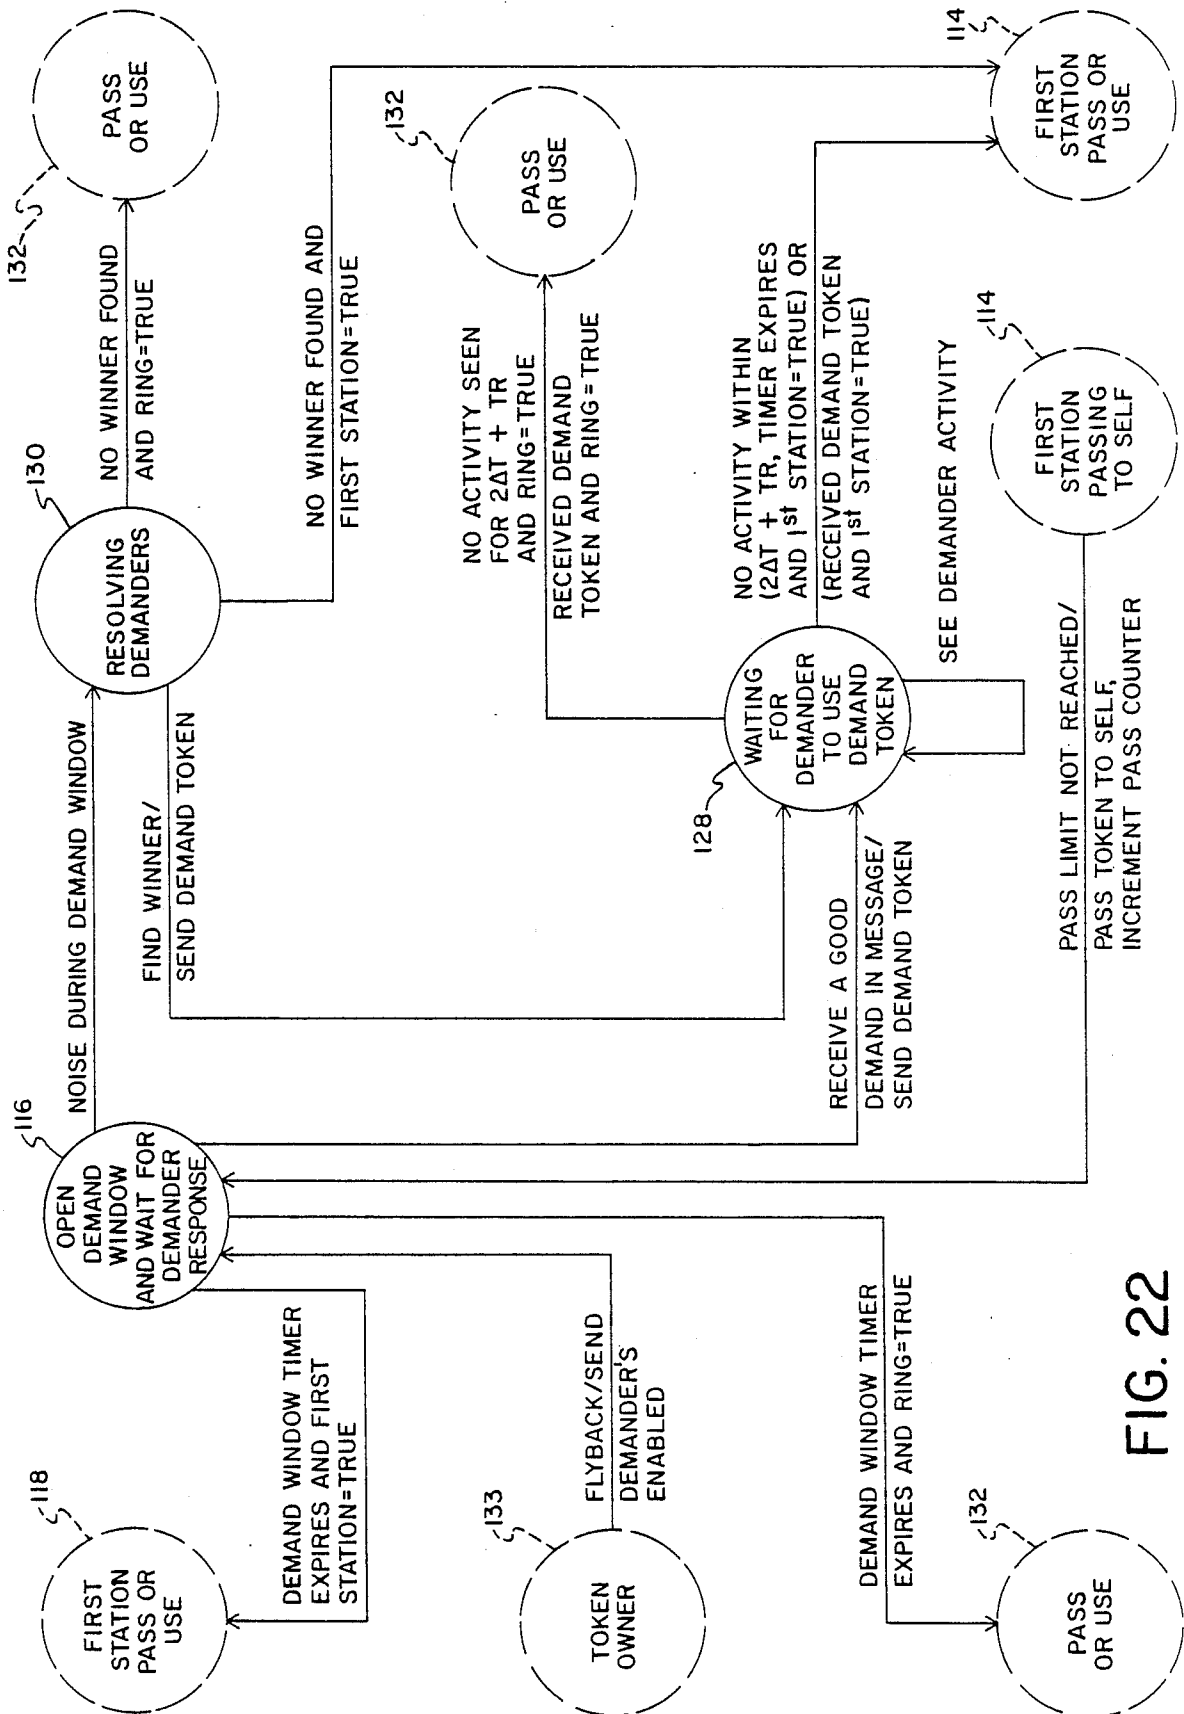 118
FIRST
STATION
PASS OR
USE
DEMAND WINDOW TIMER
EXPIRES AND FIRST
STATION=TRUE
133
TOKEN
OWNER
FLYBACK/SEND
DEMANDER'S
ENABLED
132
PASS
OR USE
DEMAND WINDOW TIMER
EXPIRES AND RING=TRUE
116
OPEN
DEMAND
WINDOW
AND WAIT FOR
DEMANDER
RESPONSE
NOISE DURING DEMAND WINDOW
FIND WINNER/
SEND DEMAND TOKEN
RECEIVE A GOOD
DEMAND IN MESSAGE/
SEND DEMAND TOKEN
PASS LIMIT NOT REACHED/
PASS TOKEN TO SELF,
INCREMENT PASS COUNTER
130
RESOLVING
DEMANDERS
NO WINNER FOUND
AND RING=TRUE
132
PASS
OR USE
NO WINNER FOUND AND
FIRST STATION=TRUE
128
WAITING
FOR
DEMANDER
TO USE
DEMAND
TOKEN
NO ACTIVITY SEEN
FOR 2ΔT + TR
AND RING=TRUE
RECEIVED DEMAND
TOKEN AND RING=TRUE
132
PASS
OR USE
NO ACTIVITY WITHIN
(2ΔT + TR, TIMER EXPIRES
AND 1st STATION=TRUE) OR
(RECEIVED DEMAND TOKEN
AND 1st STATION=TRUE)
SEE DEMANDER ACTIVITY
114
FIRST
STATION
PASS OR
USE
114
FIRST
STATION
PASSING
TO SELF
FIG. 22